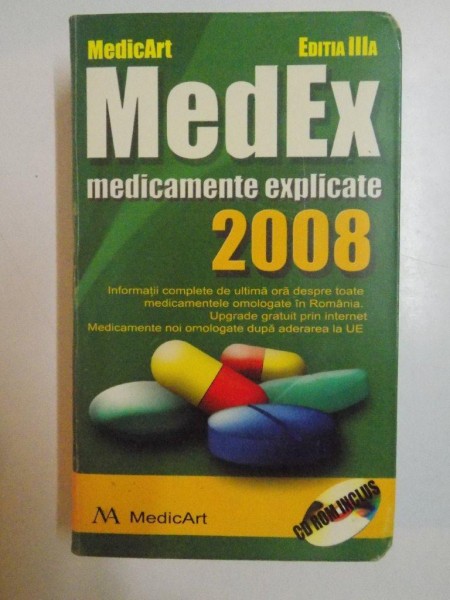 MedicArt
EDITIA IIIA
MedEx
medicamente explicate
2008
Informații complete de ultimă oră despre toate
medicamentele omologate în România.
Upgrade gratuit prin internet
Medicamente noi omologate după aderarea la UE
CD ROM INCLUS
MedicArt